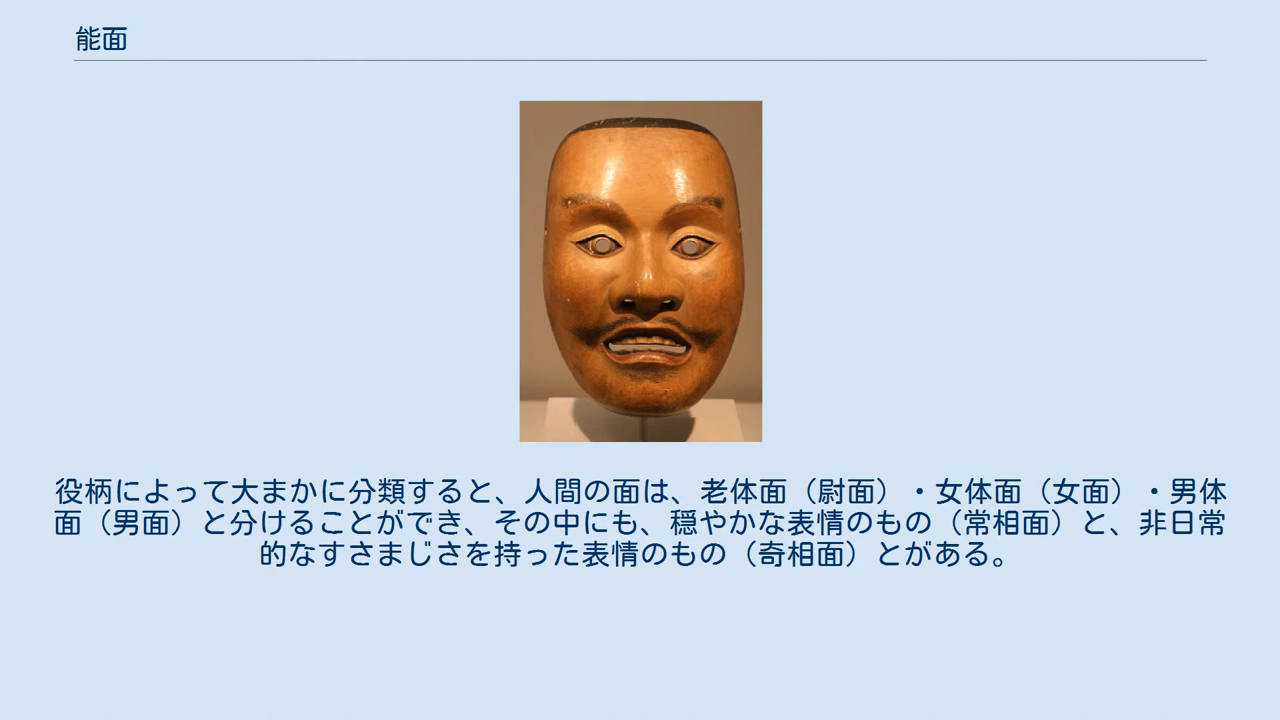 能面
役柄によって大まかに分類すると、人間の面は、老体面（尉面）・女体面（女面）・男体
面（男面）と分けることができ、その中にも、穏やかな表情のもの（常相面）と、非日常
的なすさまじさを持った表情のもの（奇相面）とがある。